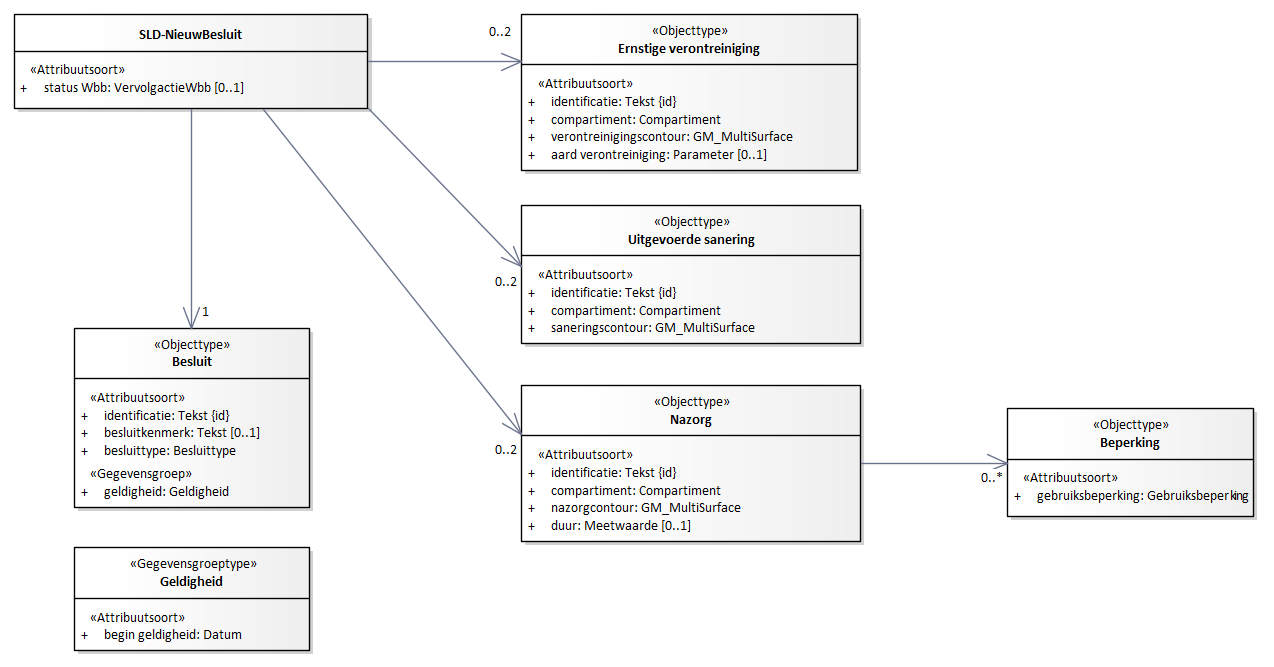 SLD-NieuwBesluit
«Attribuutsoort»
+ status Wbb: VervolgactieWbb [0..1]
0..2
«Objecttype»
Ernstige verontreiniging
«Attribuutsoort»
+ identificatie: Tekst {id}
+ compartiment: Compartiment
+ verontreinigingscontour: GM_MultiSurface
+ aard verontreiniging: Parameter [0..1]
0..2
«Objecttype»
Uitgevoerde sanering
«Attribuutsoort»
+ identificatie: Tekst {id}
+ compartiment: Compartiment
+ saneringscontour: GM_MultiSurface
1
«Objecttype»
Besluit
«Attribuutsoort»
+ identificatie: Tekst {id}
+ besluitkenmerk: Tekst [0..1]
+ besluittype: Besluittype
«Gegevensgroep»
+ geldigheid: Geldigheid
0..2
«Objecttype»
Nazorg
«Attribuutsoort»
+ identificatie: Tekst {id}
+ compartiment: Compartiment
+ nazorgcontour: GM_MultiSurface
+ duur: Meetwaarde [0..1]
0..*
«Objecttype»
Beperking
«Attribuutsoort»
+ gebruiksbeperking: Gebruiksbeperking
«Gegevensgroeptype»
Geldigheid
«Attribuutsoort»
+ begin geldigheid: Datum